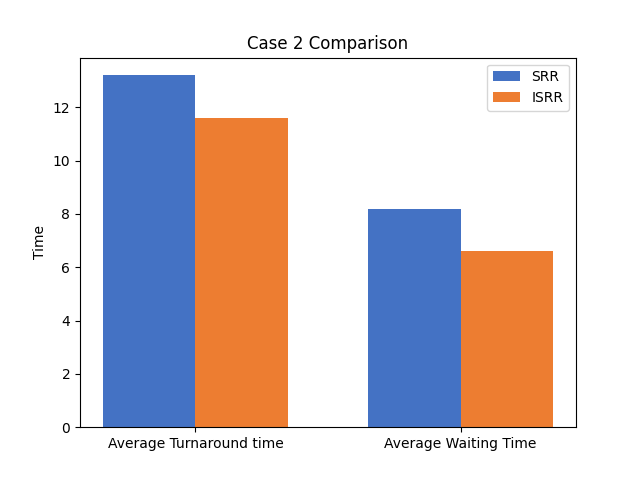 Case 2 Comparison
SRR
ISRR
Time
12
10
8
6
4
2
0
Average Turnaround time
Average Waiting Time